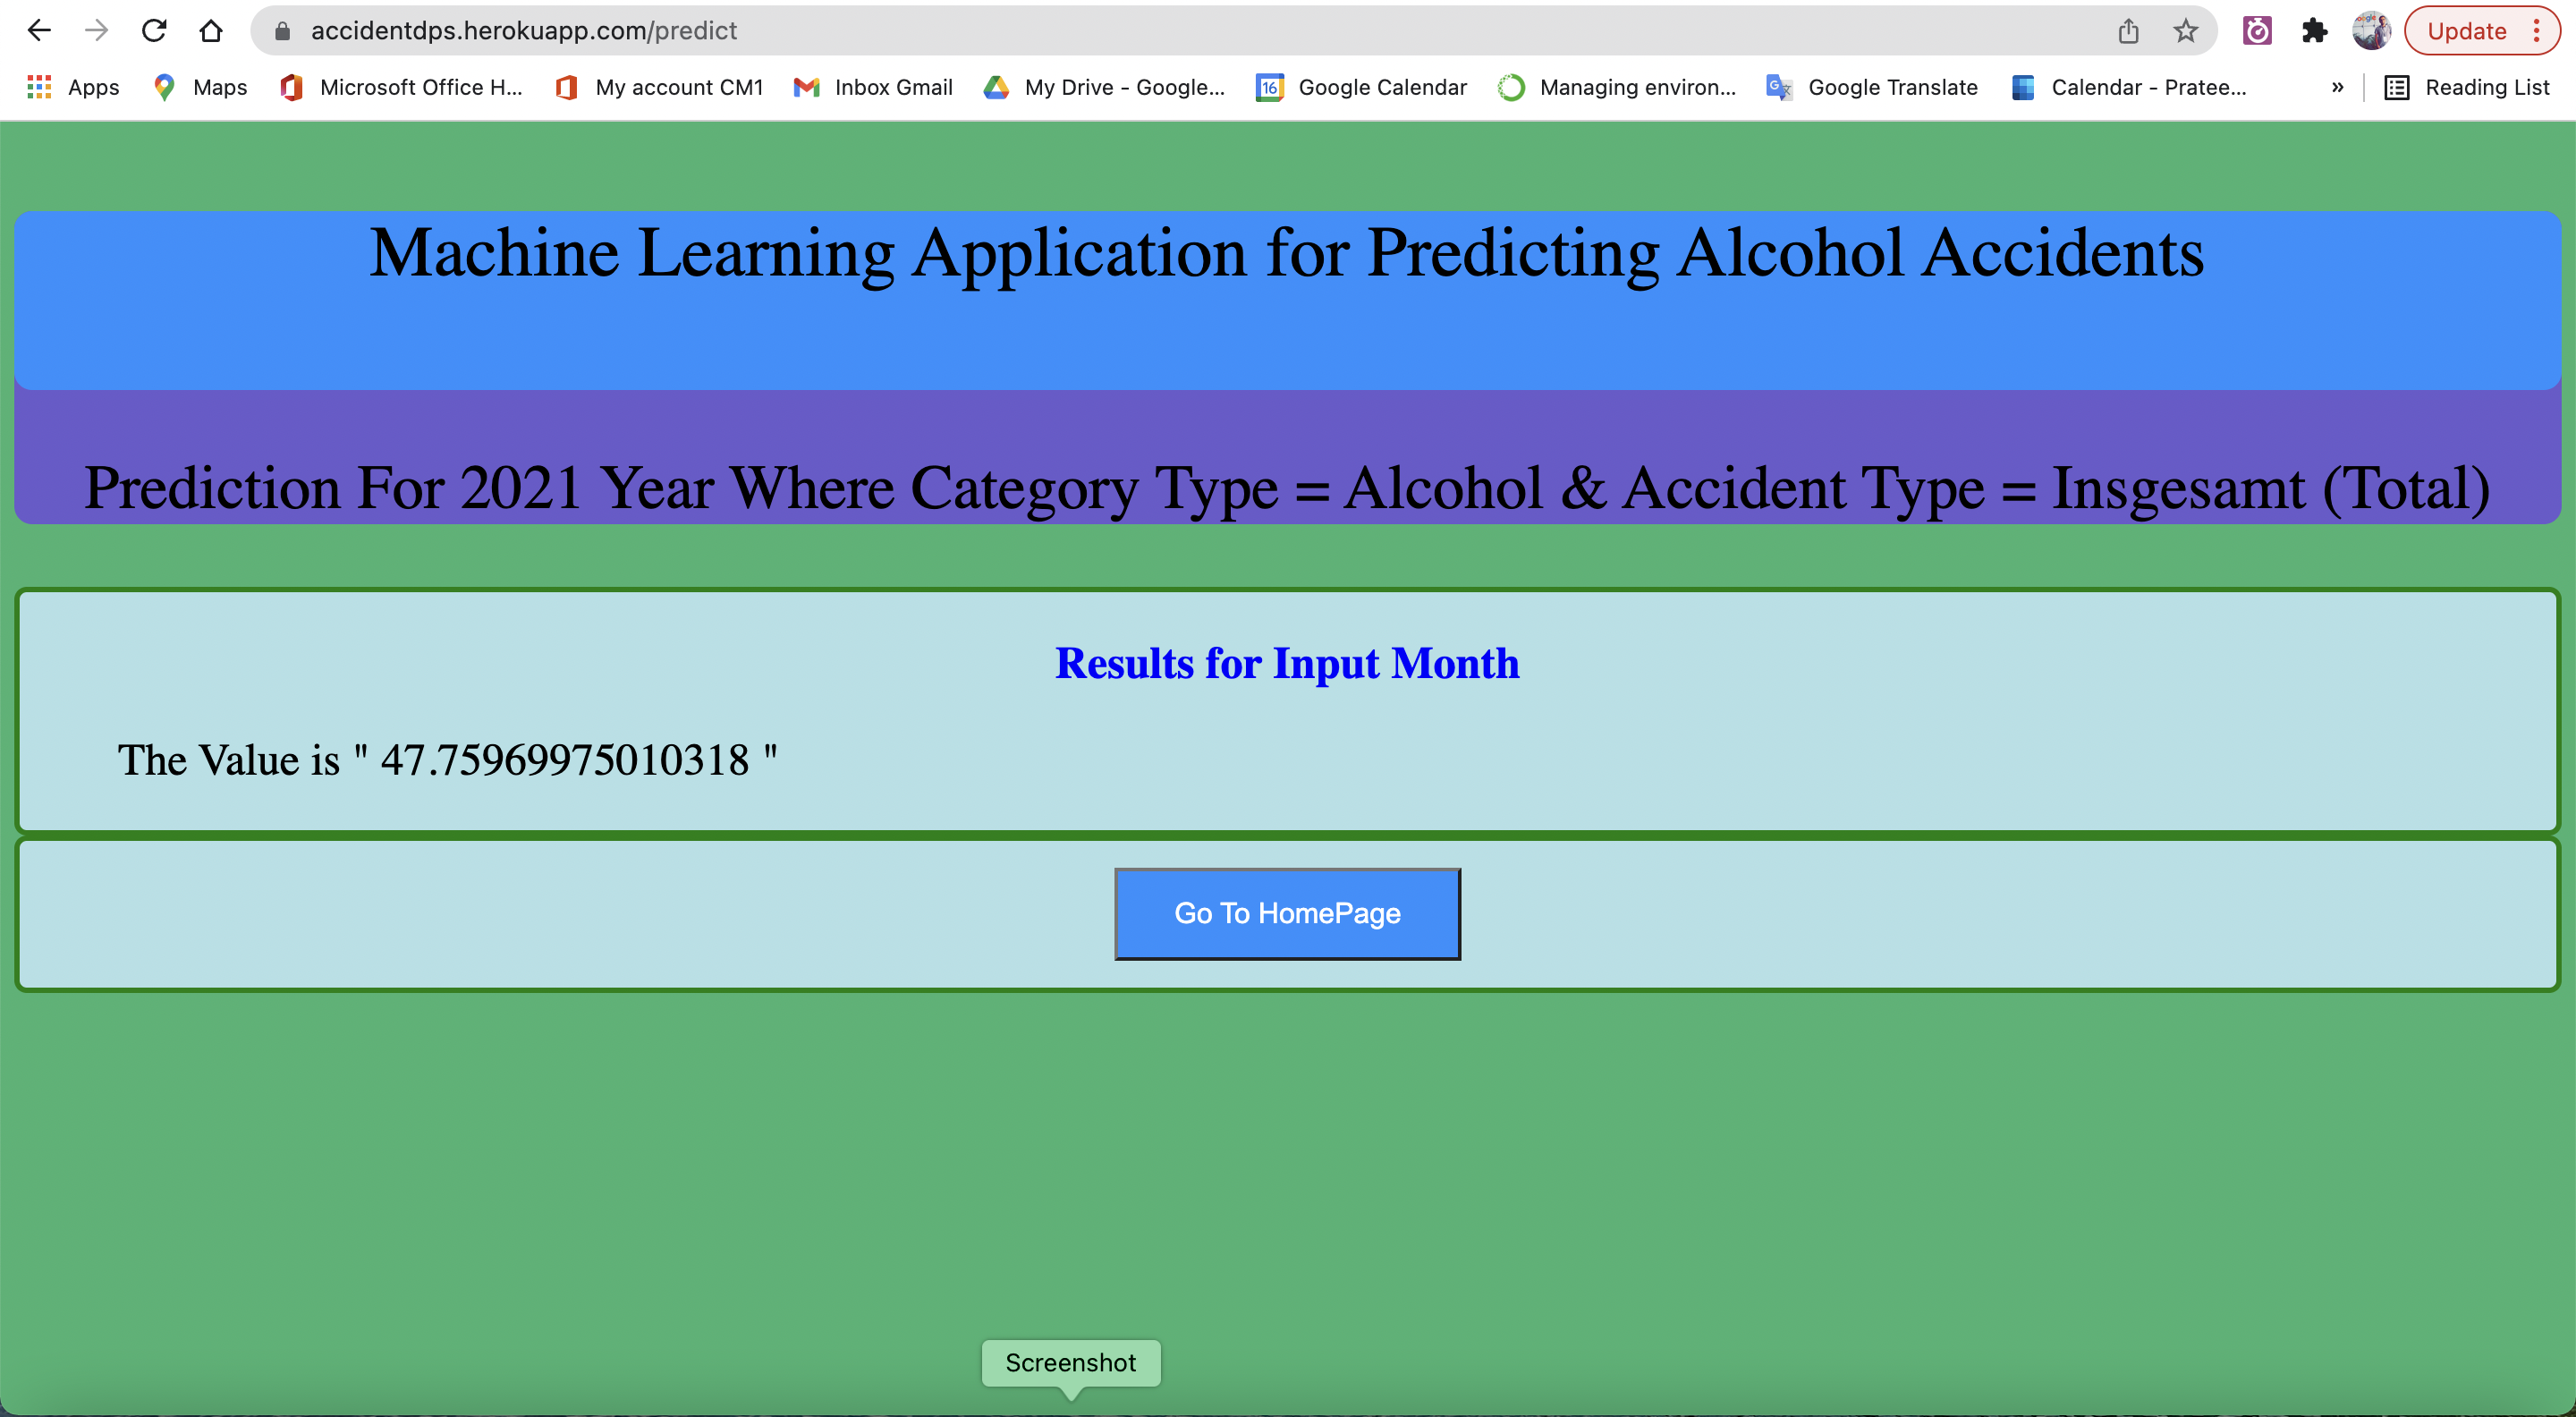 accidentdps.herokuapp.com/predict
Update
Apps Maps Microsoft Office H... My account CM1 Inbox Gmail My Drive - Google... 16 Google Calendar Managing environ... Google Translate Calendar - Pratee... » Reading List
Machine Learning Application for Predicting Alcohol Accidents
Prediction For 2021 Year Where Category Type = Alcohol & Accident Type = Insgesamt (Total)
Results for Input Month
The Value is " 47.75969975010318 "
Go To HomePage
Screenshot